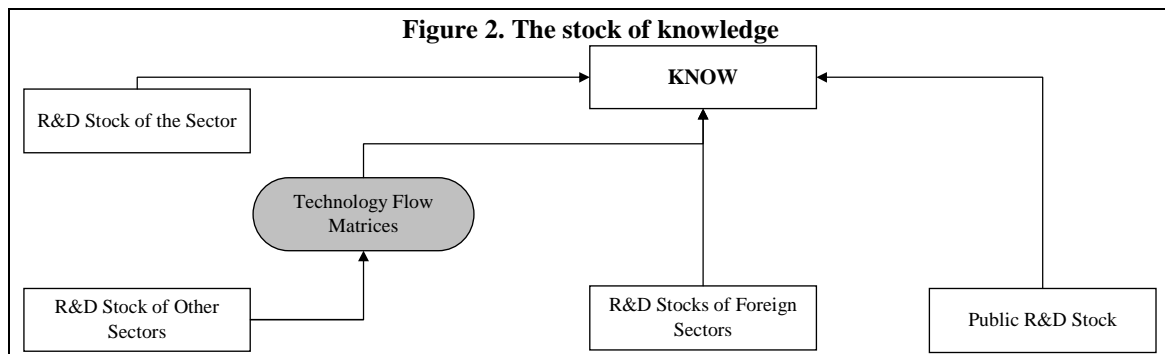 Figure 2. The stock of knowledge
KNOW
R&D Stock of the Sector
Technology Flow
Matrices
R&D Stock of Other
Sectors
R&D Stocks of Foreign
Sectors
Public R&D Stock